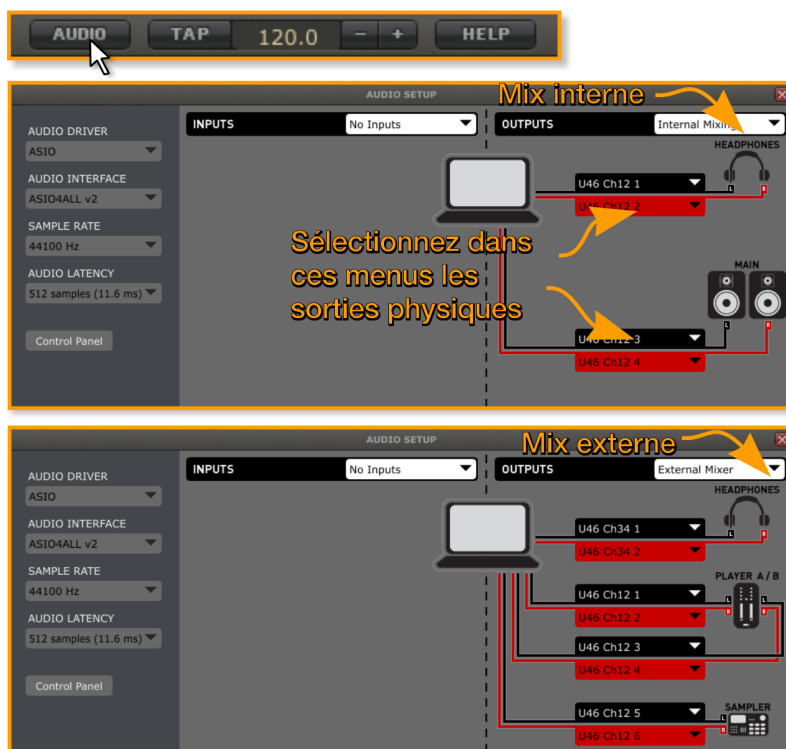 AUDIO TAP 120.0 - + HELP
AUDIO SETUP
Mix interne
INPUTS No Inputs OUTPUTS Internal Mixing
AUDIO DRIVER
ASIO
AUDIO INTERFACE
ASIO4ALL v2
SAMPLE RATE
44100 Hz
AUDIO LATENCY
512 samples (11.6 ms)
Control Panel
HEADPHONES
U46 Ch12 1
U46 Ch12 2
L R
Sélectionnez dans
ces menus les
sorties physiques
MAIN
L R
U46 Ch12 3
U46 Ch12 4
AUDIO SETUP
Mix externe
INPUTS No Inputs OUTPUTS External Mixer
AUDIO DRIVER
ASIO
AUDIO INTERFACE
ASIO4ALL v2
SAMPLE RATE
44100 Hz
AUDIO LATENCY
512 samples (11.6 ms)
Control Panel
HEADPHONES
U46 Ch34 1
U46 Ch34 2
L R
PLAYER A / B
U46 Ch12 1
U46 Ch12 2
L L
R R
U46 Ch12 3
U46 Ch12 4
SAMPLER
U46 Ch12 5
U46 Ch12 6
L
R